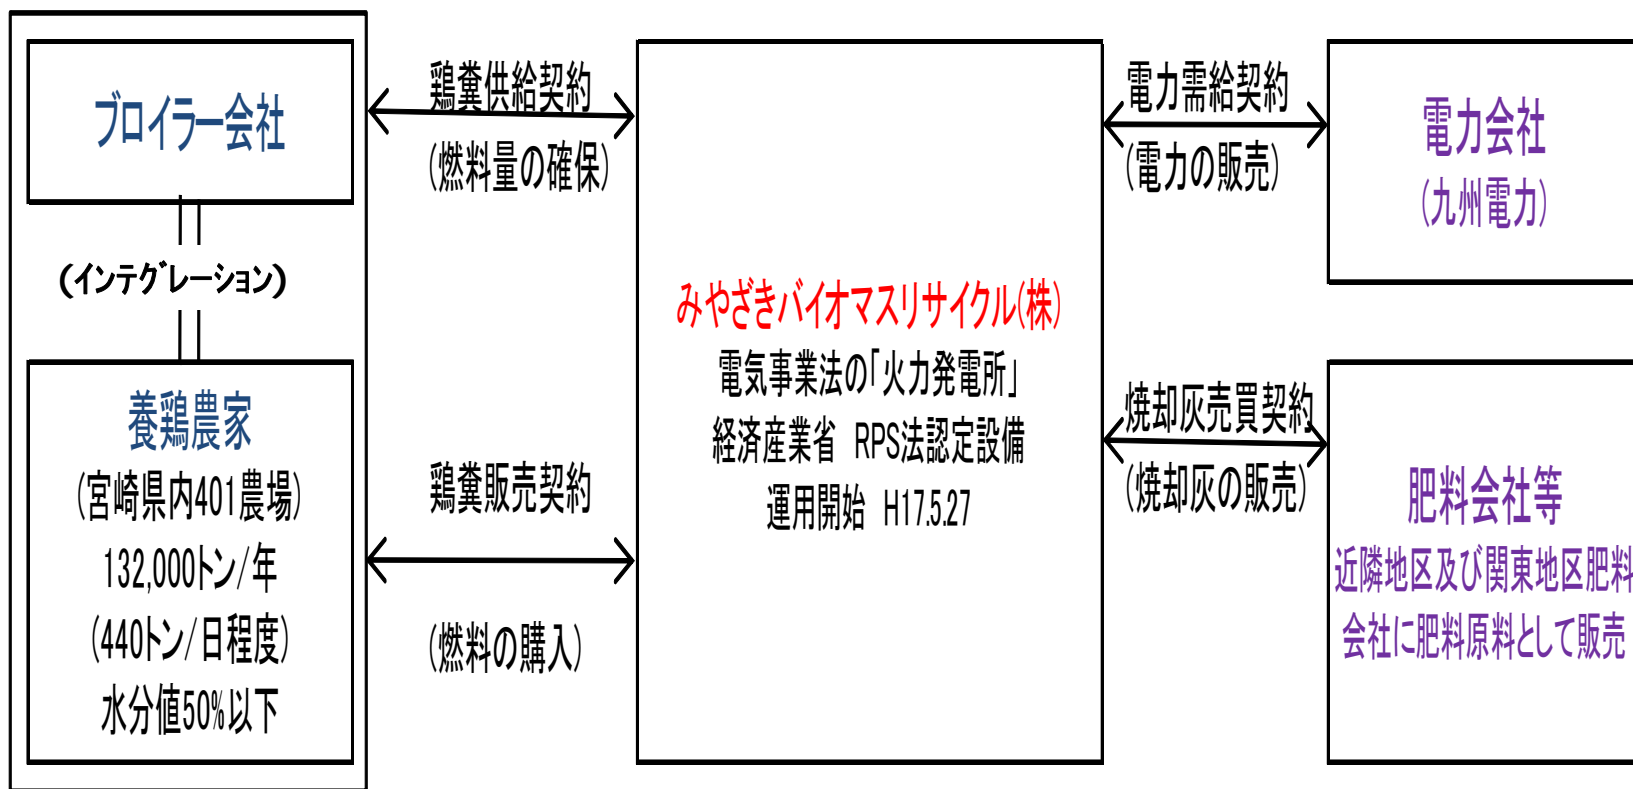 ブロイラー会社
(インテグレーション)
養鶏農家
(宮崎県内401農場)
132,000トン/年
(440トン/日程度)
水分値50%以下
鶏糞供給契約
(燃料量の確保)
鶏糞販売契約
(燃料の購入)
みやざきバイオマスリサイクル(株)
電気事業法の「火力発電所」
経済産業省 RPS法認定設備
運用開始 H17.5.27
電力需給契約
(電力の販売)
焼却灰売買契約
(焼却灰の販売)
電力会社
(九州電力)
肥料会社等
近隣地区及び関東地区肥料
会社に肥料原料として販売